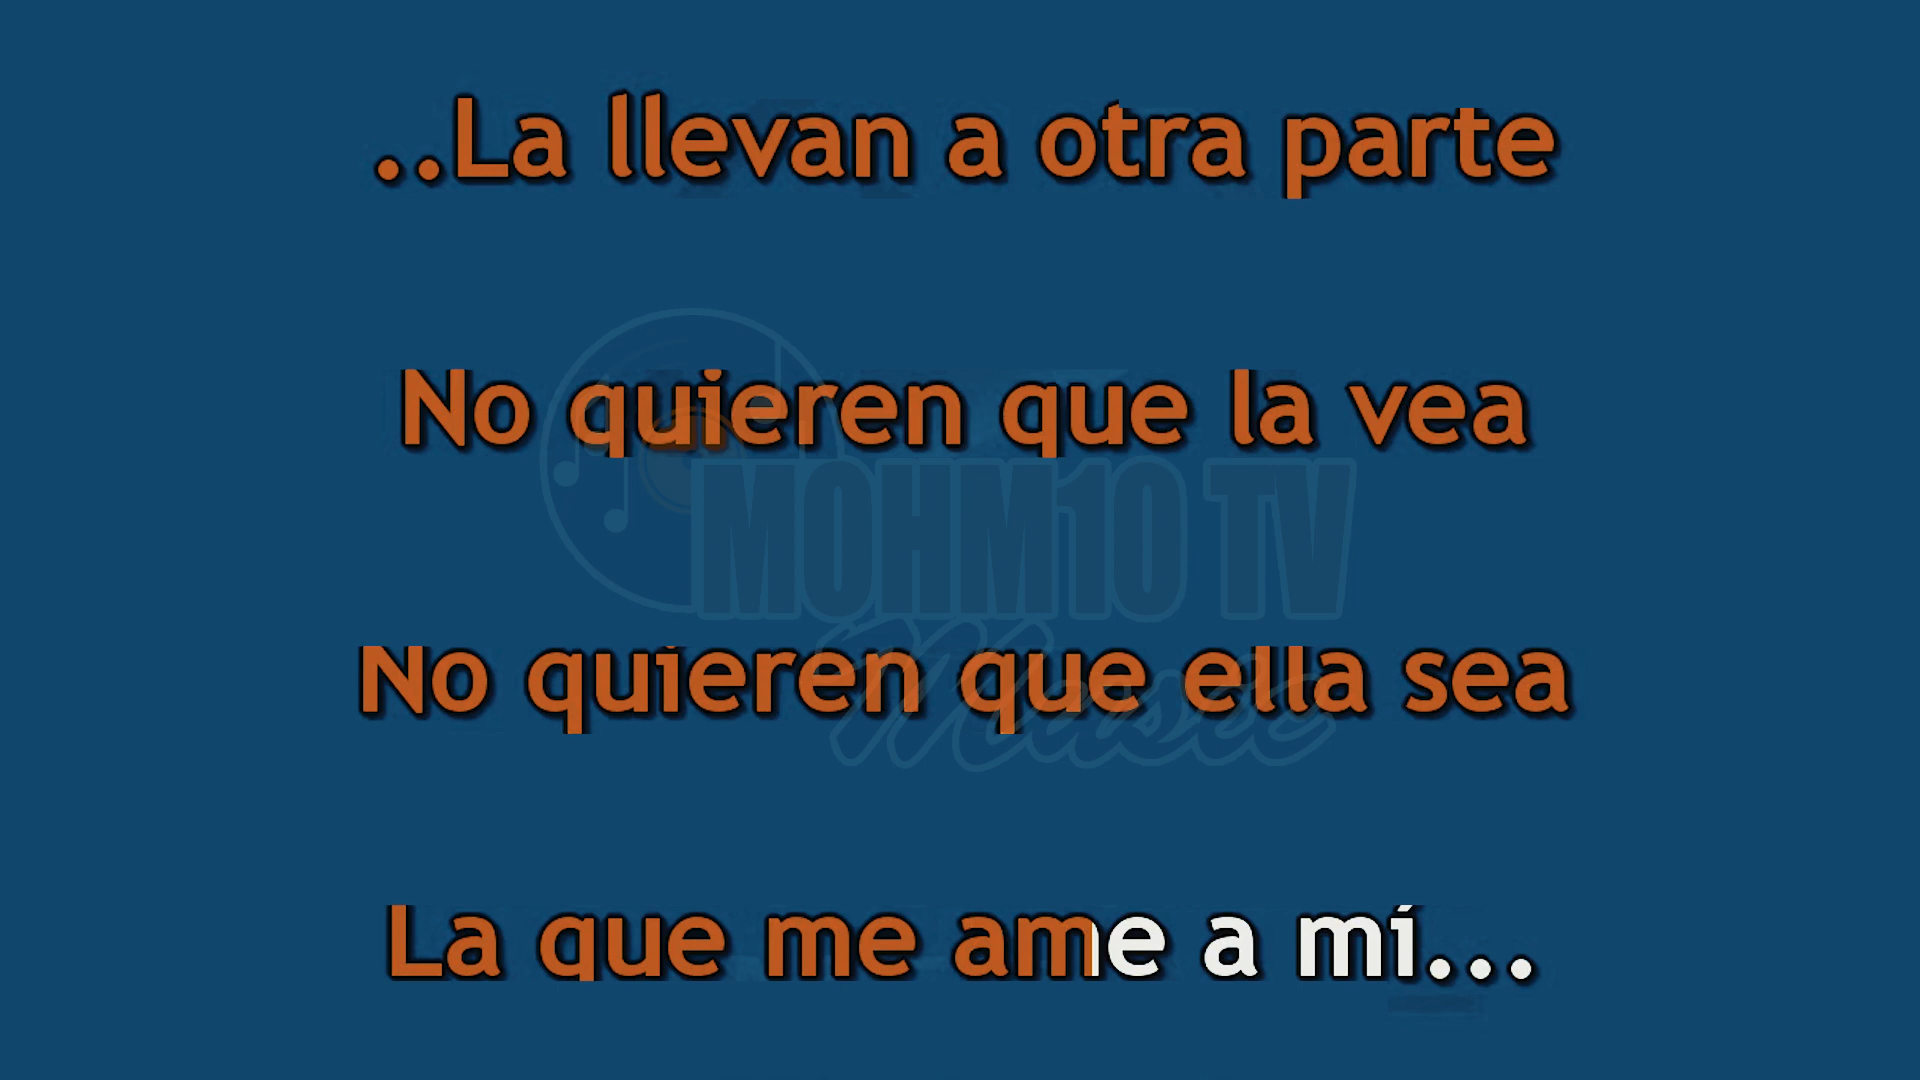 ..La llevan a otra parte
No quieren que la vea
MOHM10 TV
No quieren que ella sea
Music
La que me ame a mí...